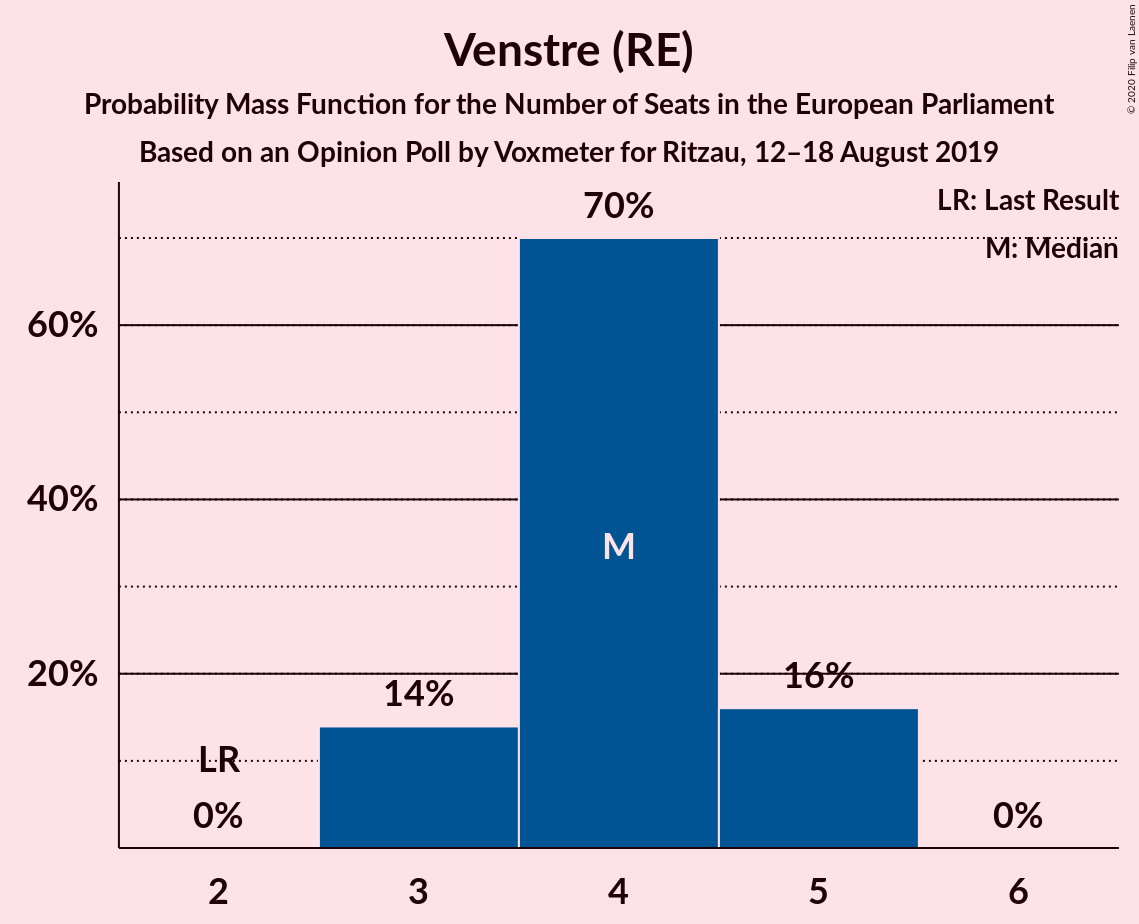 Venstre (RE)
Probability Mass Function for the Number of Seats in the European Parliament
Based on an Opinion Poll by Voxmeter for Ritzau, 12–18 August 2019
© 2020 Filip van Laenen
LR: Last Result
M: Median
70%
60%
40%
20%
M
14%
16%
LR
0%
0%
2 3 4 5 6